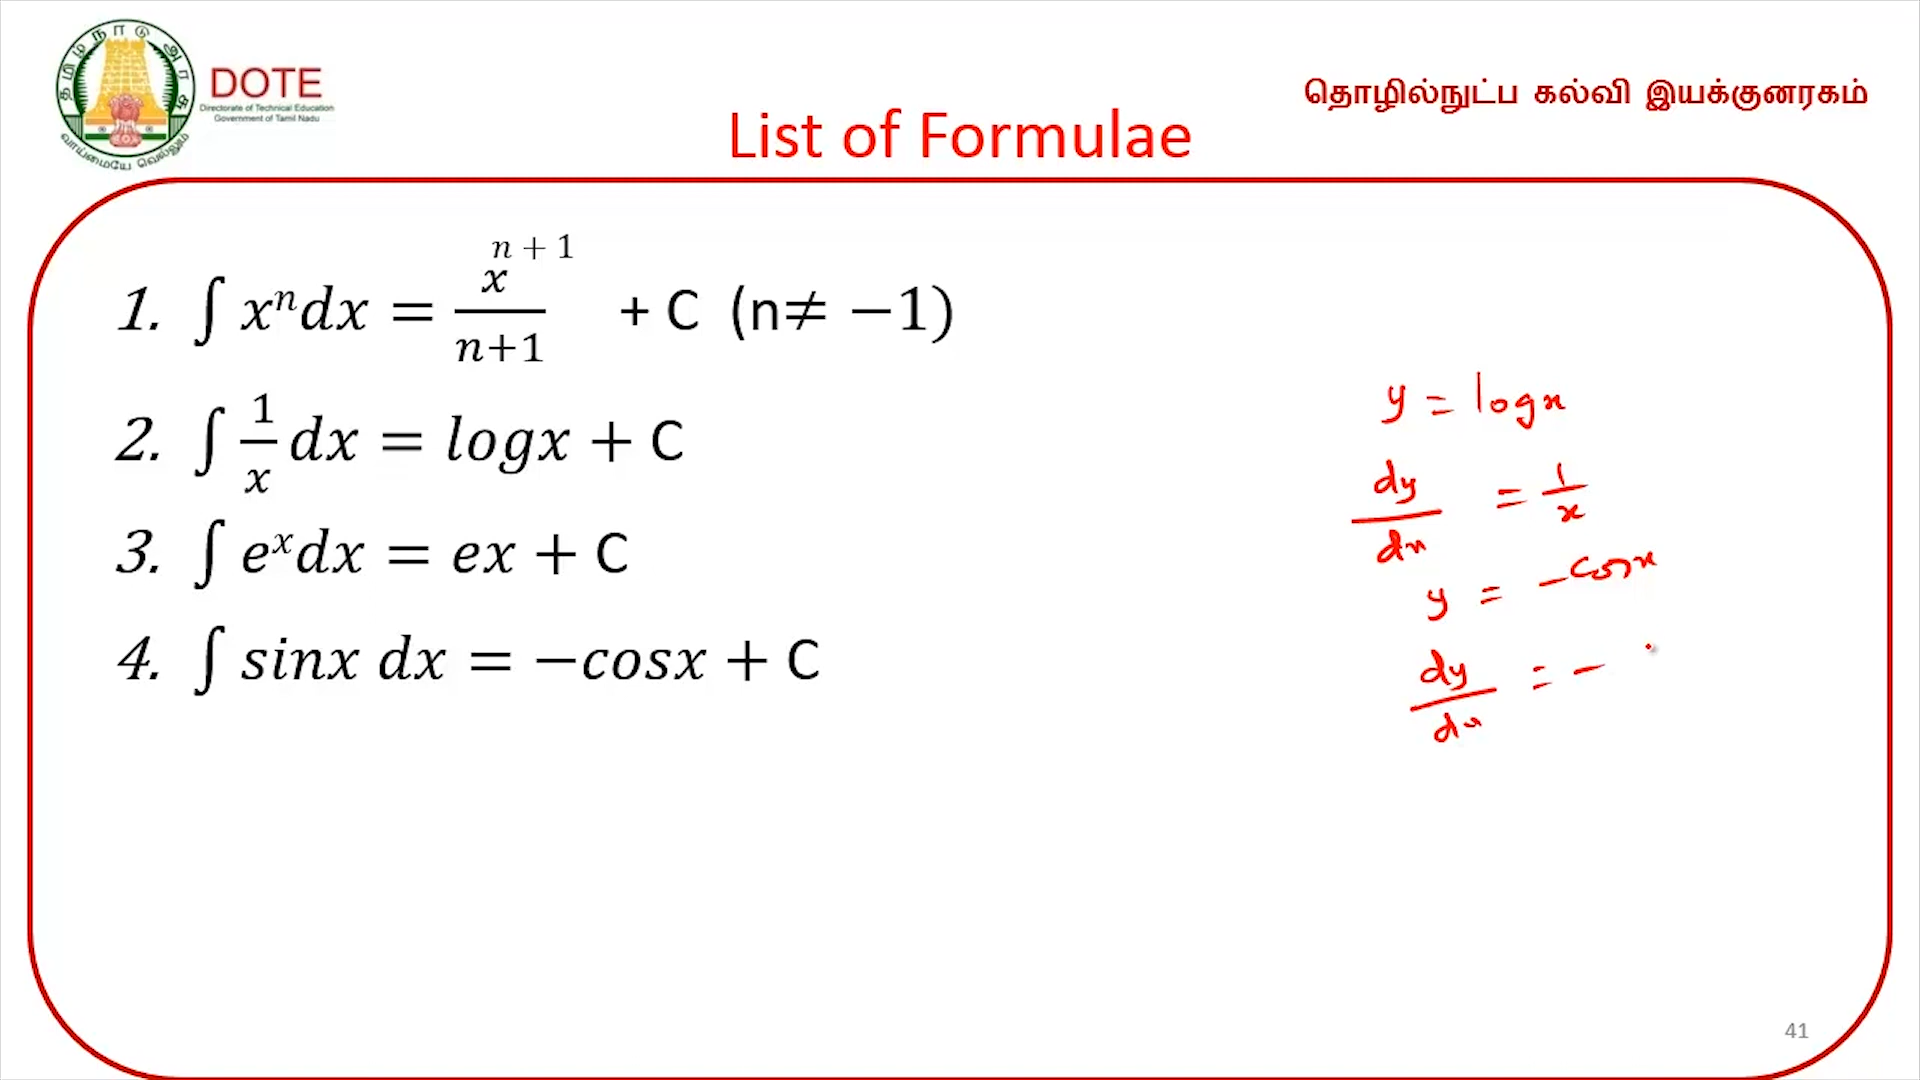 தமிழ்நாடு அரசு
வாய்மையே வெல்லும்
DOTE
Directorate of Technical Education
Government of Tamil Nadu
தொழில்நுட்ப கல்வி இயக்குனரகம்
List of Formulae
1. ∫ xⁿdx = x^(n + 1)/(n+1) + C (n≠ −1)
2. ∫ 1/x dx = logx + C
3. ∫ eˣdx = ex + C
4. ∫ sinx dx = −cosx + C
y = logx
dy/dx = 1/x
y = -cosx
dy/dx = -
41